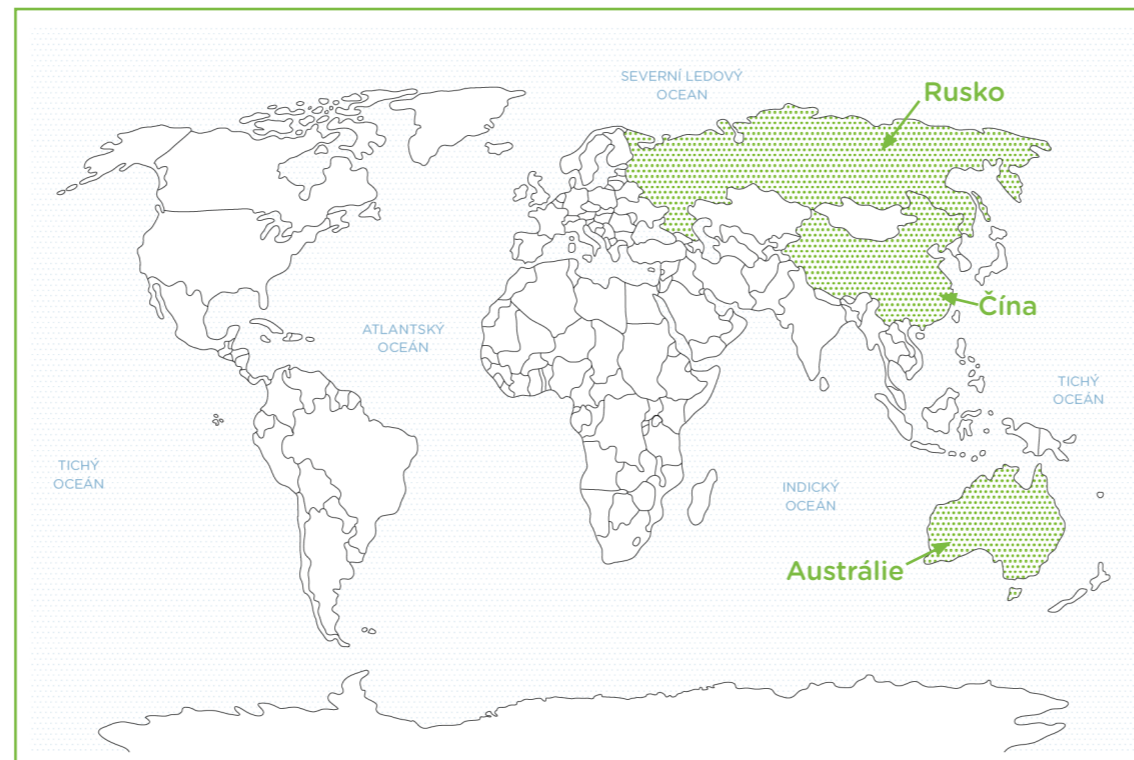 SEVERNÍ LEDOVÝ
OCEAN
Rusko
Čína
ATLANTSKÝ
OCEÁN
TICHÝ
OCEÁN
TICHÝ
OCEÁN
INDICKÝ
OCEÁN
Austrálie